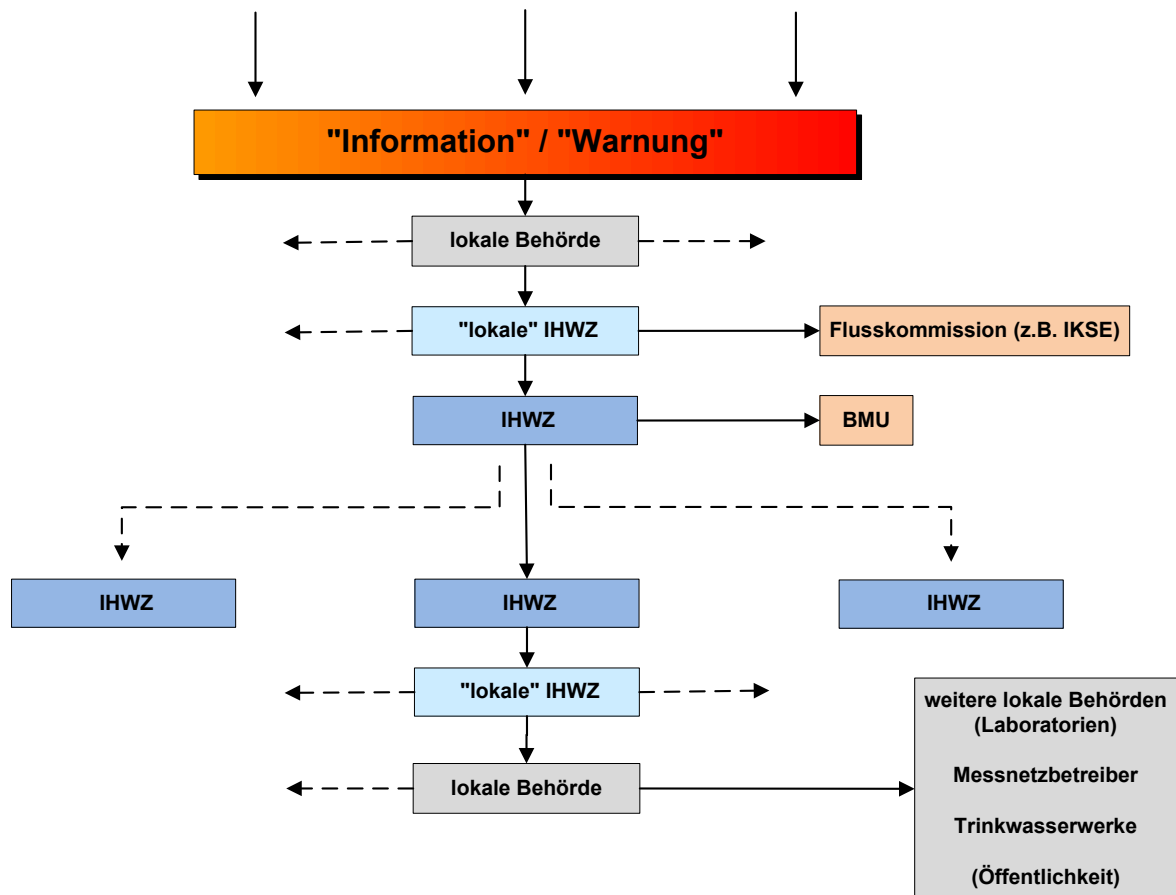 "Information" / "Warnung"
lokale Behörde
"lokale" IHWZ
Flusskommission (z.B. IKSE)
IHWZ
BMU
IHWZ
IHWZ
IHWZ
"lokale" IHWZ
lokale Behörde
weitere lokale Behörden
(Laboratorien)
Messnetzbetreiber
Trinkwasserwerke
(Öffentlichkeit)